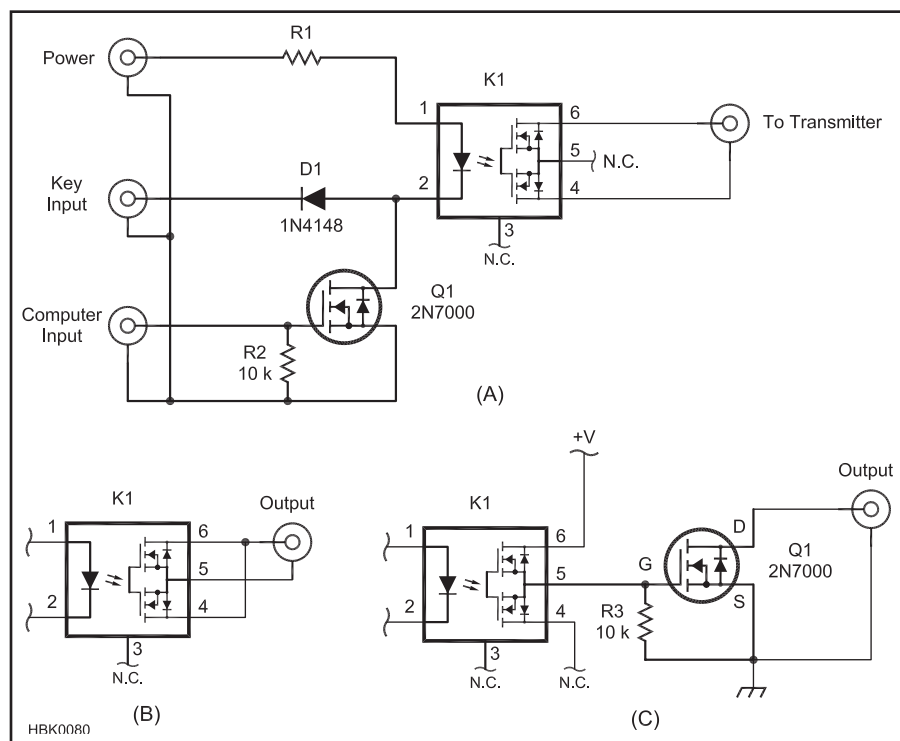 R1
Power
K1
1
6
To Transmitter
5
N.C.
Key
Input
D1
2
4
1N4148
3
N.C.
Computer
Input
Q1
2N7000
R2
10 k
(A)
+V
K1
Output
1
6
5
2
4
3
N.C.
(B)
K1
Output
1
6
D
Q1
2N7000
G
5
S
2
4
R3
10 k
3
N.C.
N.C.
(C)
HBK0080